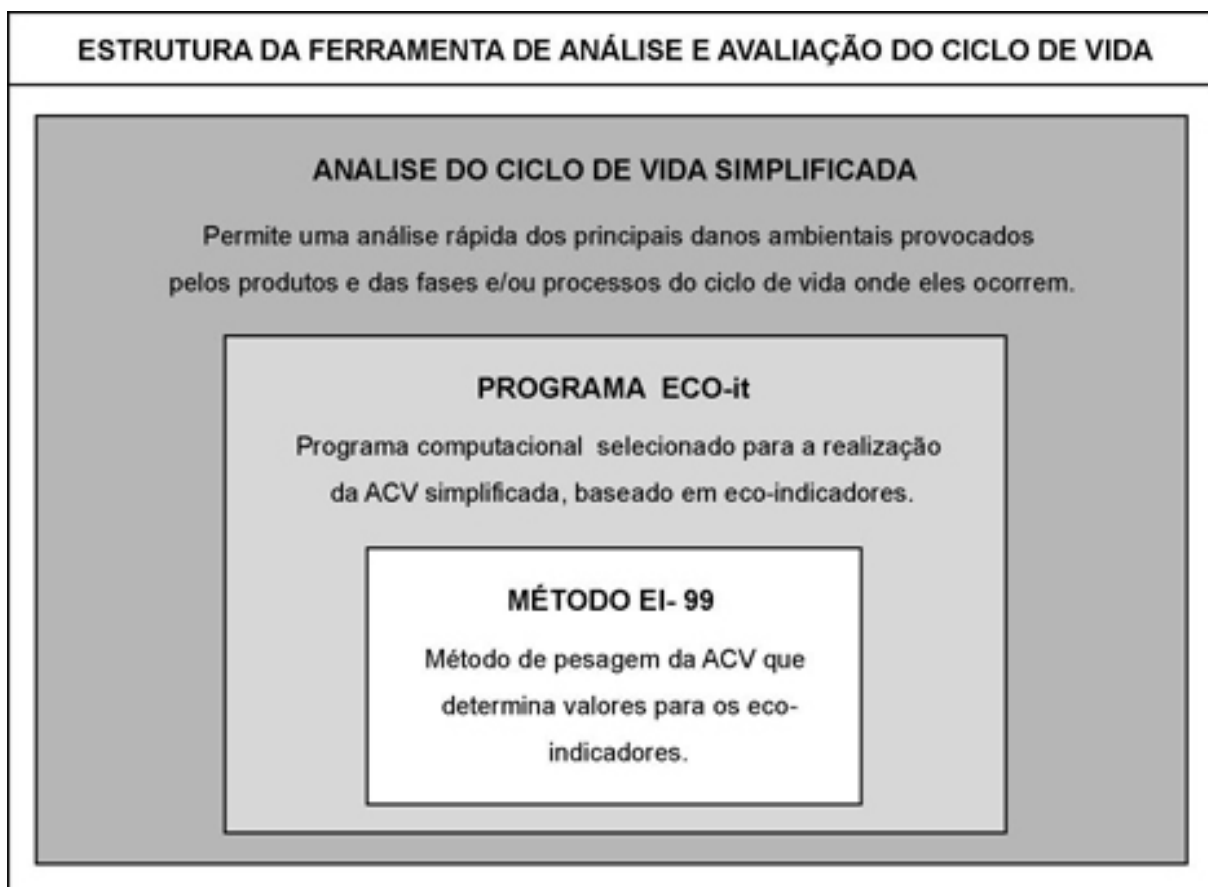 ESTRUTURA DA FERRAMENTA DE ANÁLISE E AVALIAÇÃO DO CICLO DE VIDA
ANALISE DO CICLO DE VIDA SIMPLIFICADA
Permite uma análise rápida dos principais danos ambientais provocados
pelos produtos e das fases e/ou processos do ciclo de vida onde eles ocorrem.
PROGRAMA ECO-it
Programa computacional selecionado para a realização
da ACV simplificada, baseado em eco-indicadores.
MÉTODO EI- 99
Método de pesagem da ACV que
determina valores para os eco-
indicadores.